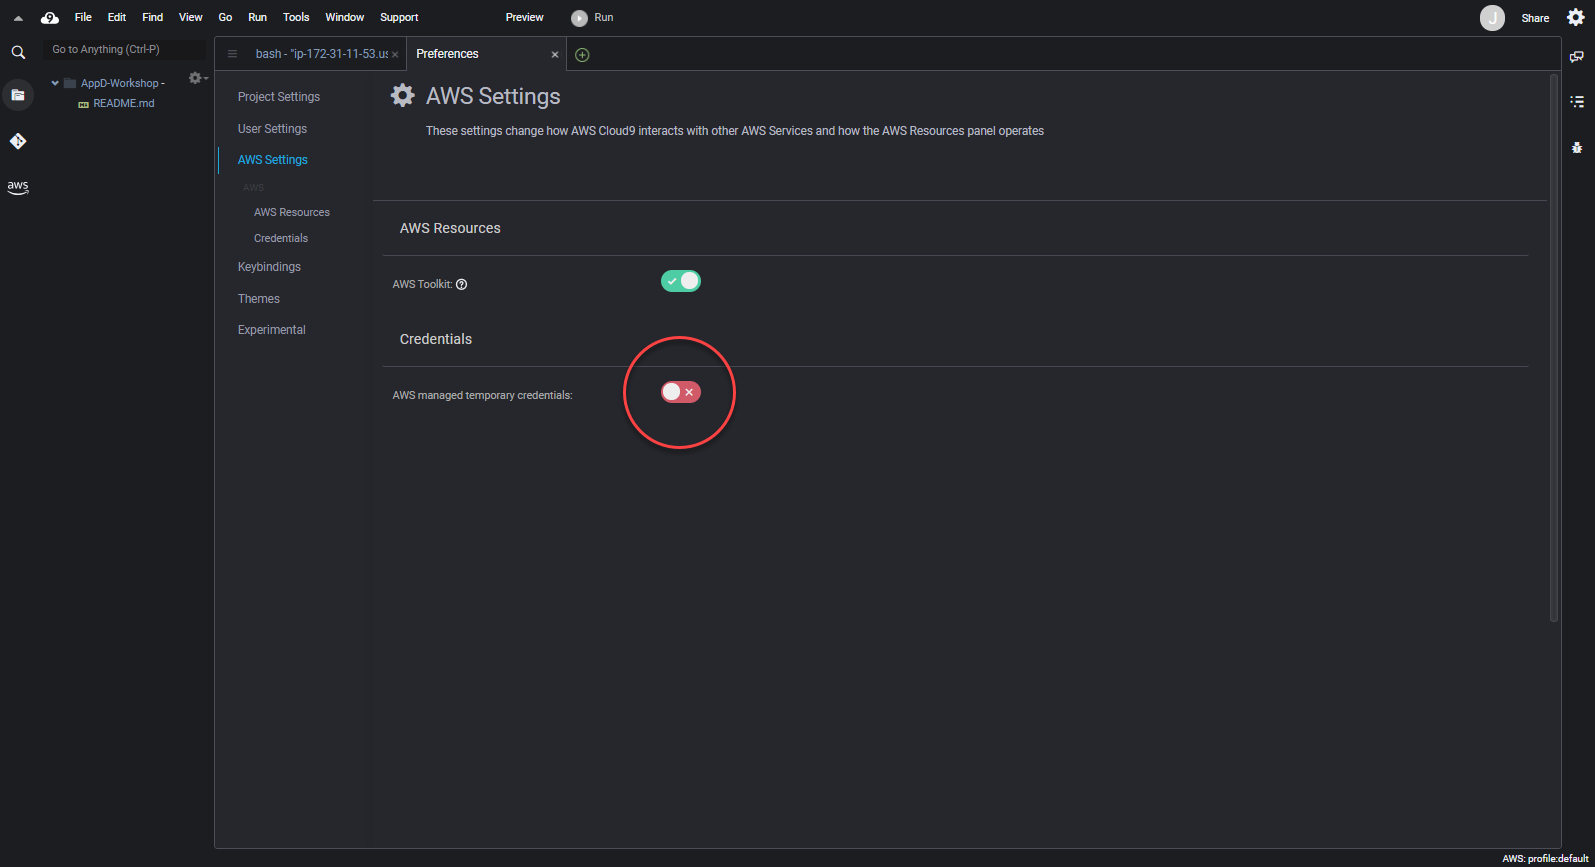 9 File Edit Find View Go Run Tools Window Support Preview Run J Share
Go to Anything (Ctrl-P)
AppD-Workshop -
README.md
aws
bash - "ip-172-31-11-53.us
Preferences
Project Settings
User Settings
AWS Settings
AWS
AWS Resources
Credentials
Keybindings
Themes
Experimental
AWS Settings
These settings change how AWS Cloud9 interacts with other AWS Services and how the AWS Resources panel operates
AWS Resources
AWS Toolkit: ?
Credentials
AWS managed temporary credentials:
AWS: profile:default